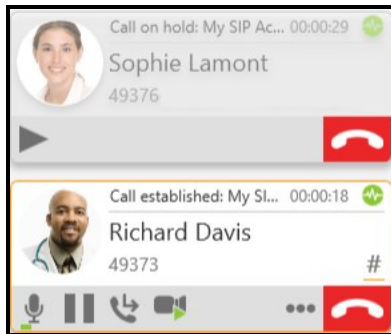 Call on hold: My SIP Ac... 00:00:29
Sophie Lamont
49376
Call established: My SI... 00:00:18
Richard Davis
49373 #